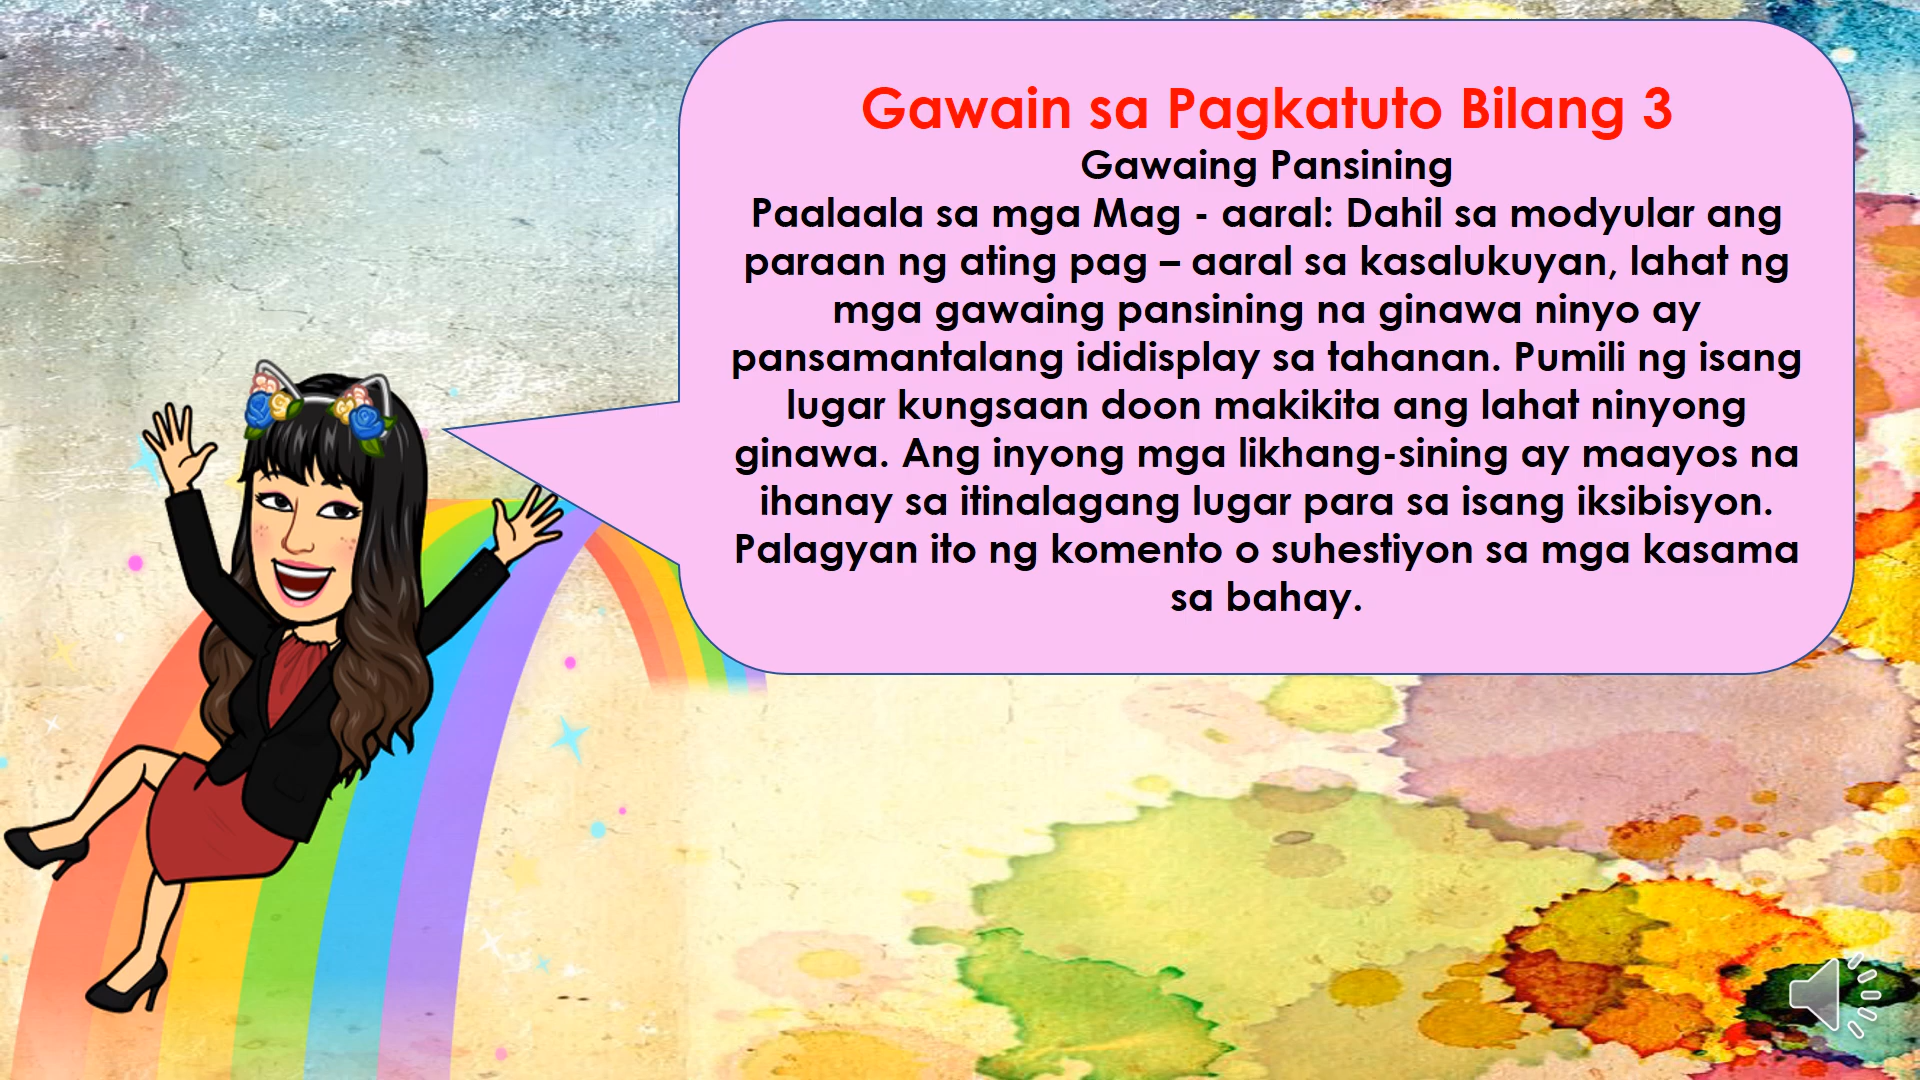 Gawain sa Pagkatuto Bilang 3
Gawaing Pansining
Paalaala sa mga Mag - aaral: Dahil sa modyular ang
paraan ng ating pag – aaral sa kasalukuyan, lahat ng
mga gawaing pansining na ginawa ninyo ay
pansamantalang ididisplay sa tahanan. Pumili ng isang
lugar kungsaan doon makikita ang lahat ninyong
ginawa. Ang inyong mga likhang-sining ay maayos na
ihanay sa itinalagang lugar para sa isang iksibisyon.
Palagyan ito ng komento o suhestiyon sa mga kasama
sa bahay.